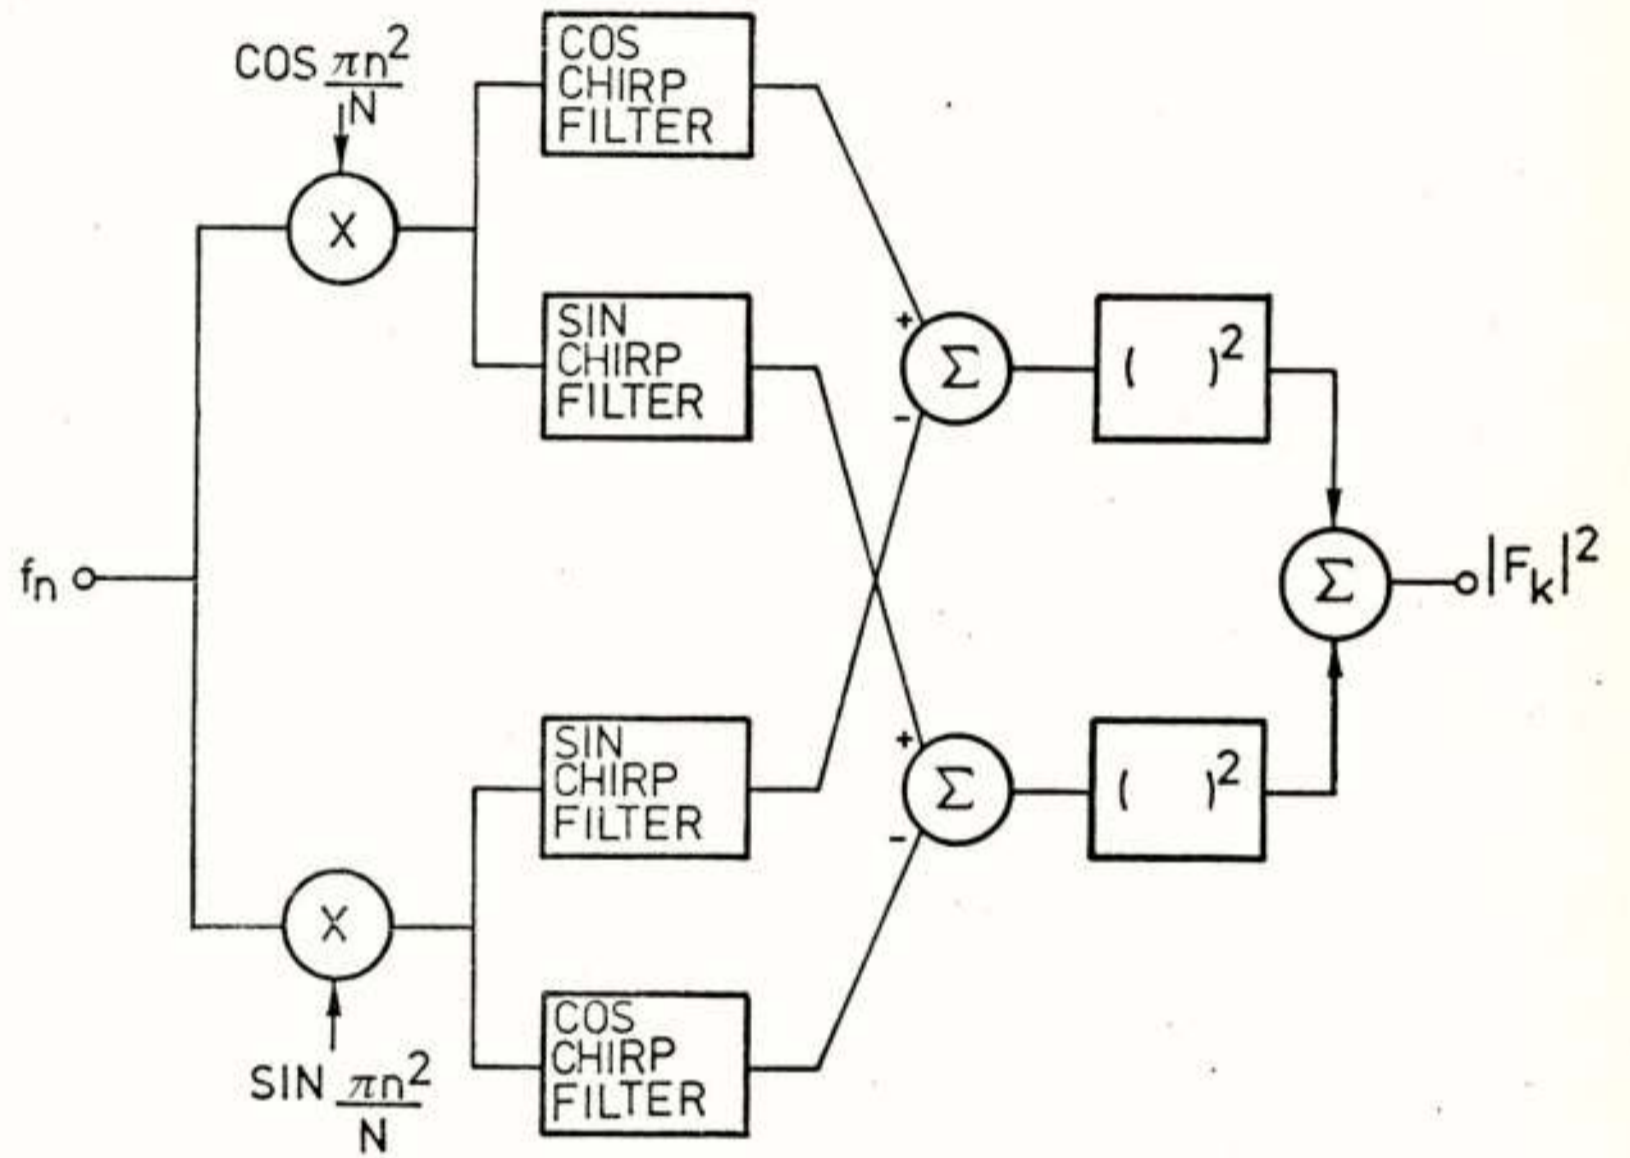 COS πn²/N
X
COS
CHIRP
FILTER
SIN
CHIRP
FILTER
+
-
Σ
( )²
fn
Σ
|Fk|²
SIN
CHIRP
FILTER
+
-
Σ
( )²
X
COS
CHIRP
FILTER
SIN πn²/N